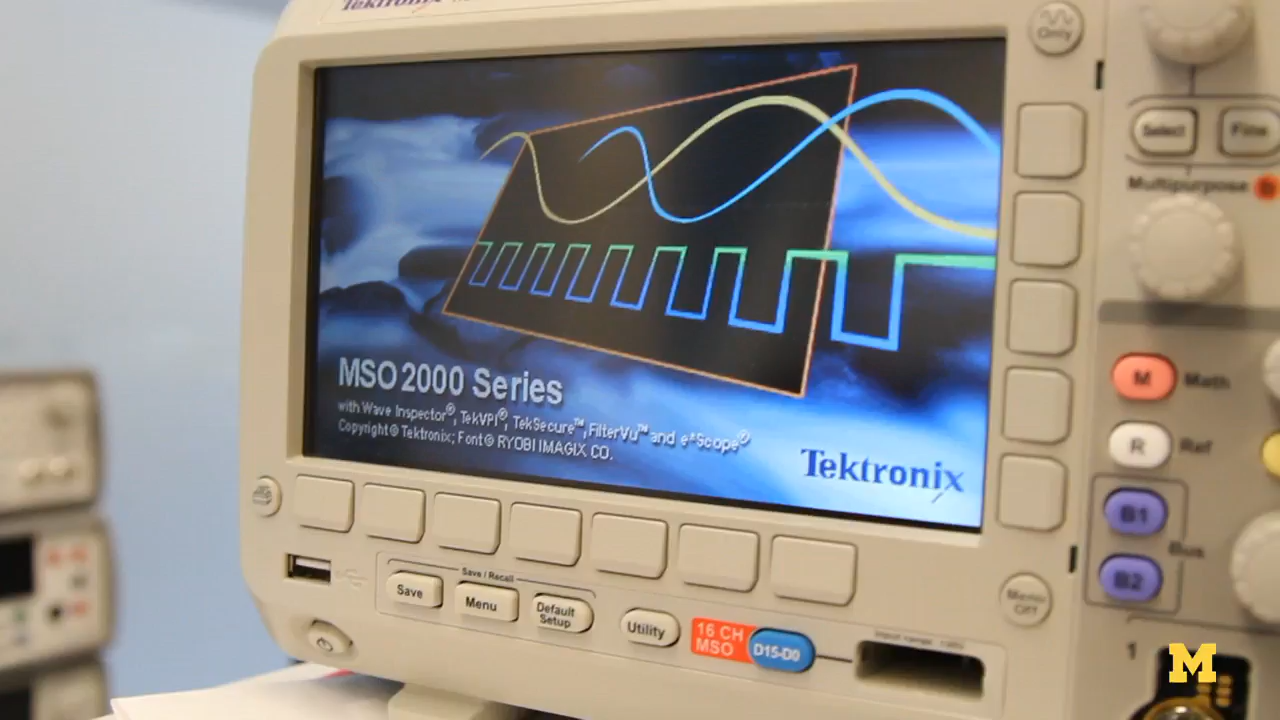 Tektronix
Only
Select
Fine
Multipurpose
MSO 2000 Series
with Wave Inspector®, TekVPI®, TekSecure™, FilterVu™ and e*Scope®
Copyright © Tektronix; Font © RYOBI IMAGIX CO.
Tektronix
M Math
R Ref
B1
Bus
B2
Save / Recall
Save
Menu
Default
Setup
Utility
16 CH
MSO
D15-D0
Menu
Off
1
M